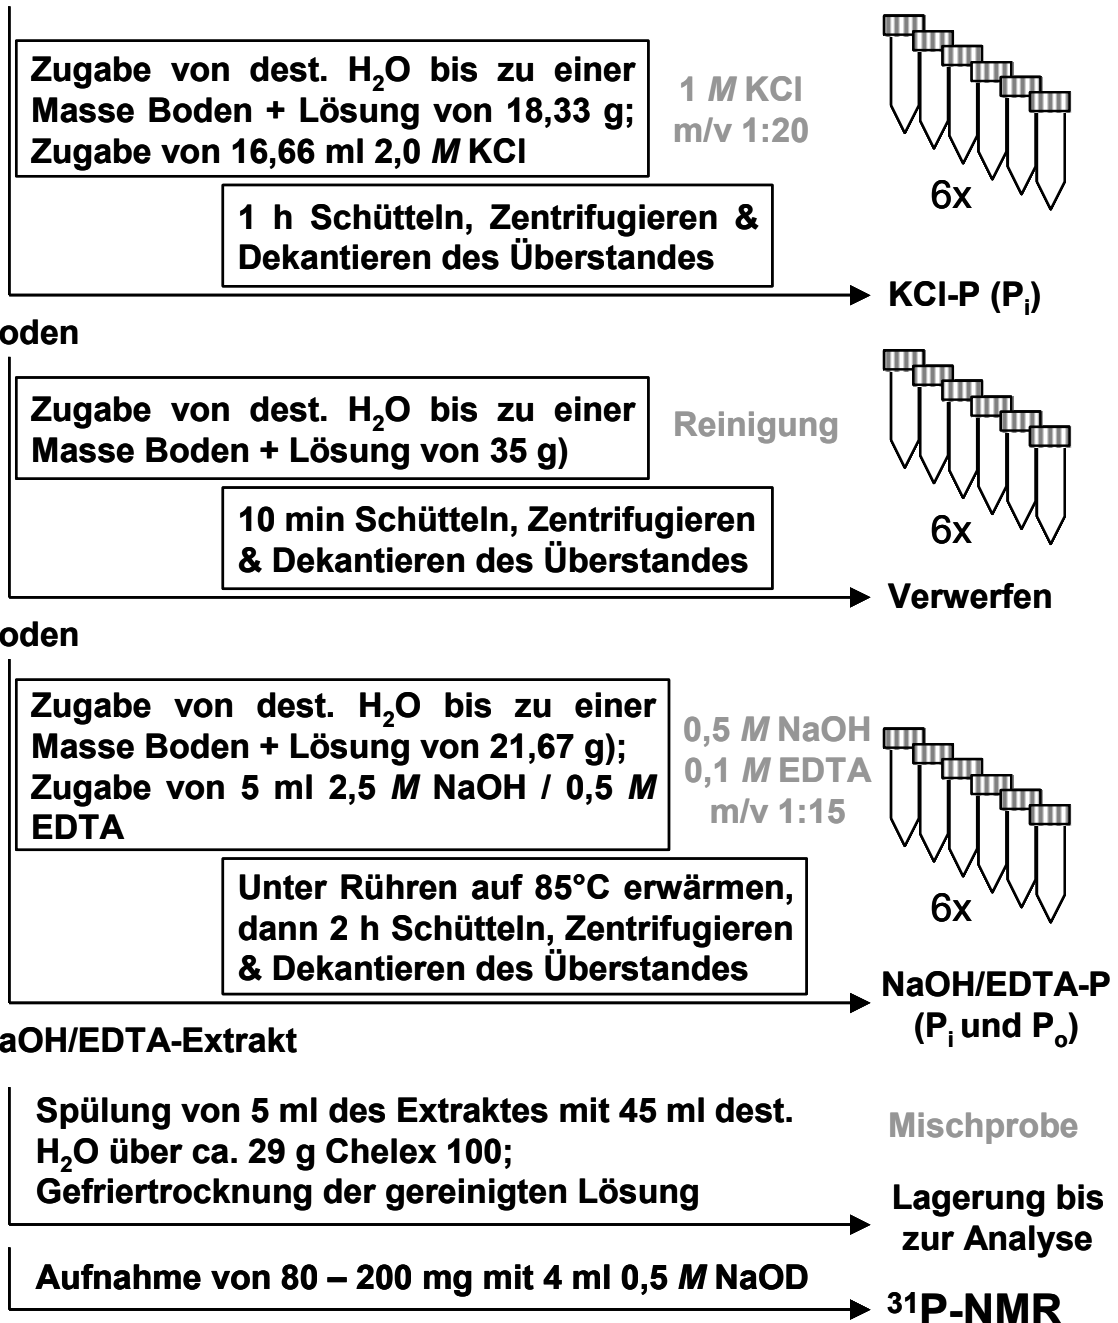 Zugabe von dest. H₂O bis zu einer
Masse Boden + Lösung von 18,33 g;
Zugabe von 16,66 ml 2,0 M KCl
1 M KCl
m/v 1:20
6x
1 h Schütteln, Zentrifugieren &
Dekantieren des Überstandes
KCl-P (Pᵢ)
oden
Zugabe von dest. H₂O bis zu einer
Masse Boden + Lösung von 35 g)
Reinigung
6x
10 min Schütteln, Zentrifugieren
& Dekantieren des Überstandes
Verwerfen
oden
Zugabe von dest. H₂O bis zu einer
Masse Boden + Lösung von 21,67 g);
Zugabe von 5 ml 2,5 M NaOH / 0,5 M
EDTA
0,5 M NaOH
0,1 M EDTA
m/v 1:15
6x
Unter Rühren auf 85°C erwärmen,
dann 2 h Schütteln, Zentrifugieren
& Dekantieren des Überstandes
NaOH/EDTA-P
(Pᵢ und Pₒ)
aOH/EDTA-Extrakt
Spülung von 5 ml des Extraktes mit 45 ml dest.
H₂O über ca. 29 g Chelex 100;
Gefriertrocknung der gereinigten Lösung
Mischprobe
Lagerung bis
zur Analyse
Aufnahme von 80 – 200 mg mit 4 ml 0,5 M NaOD
³¹P-NMR